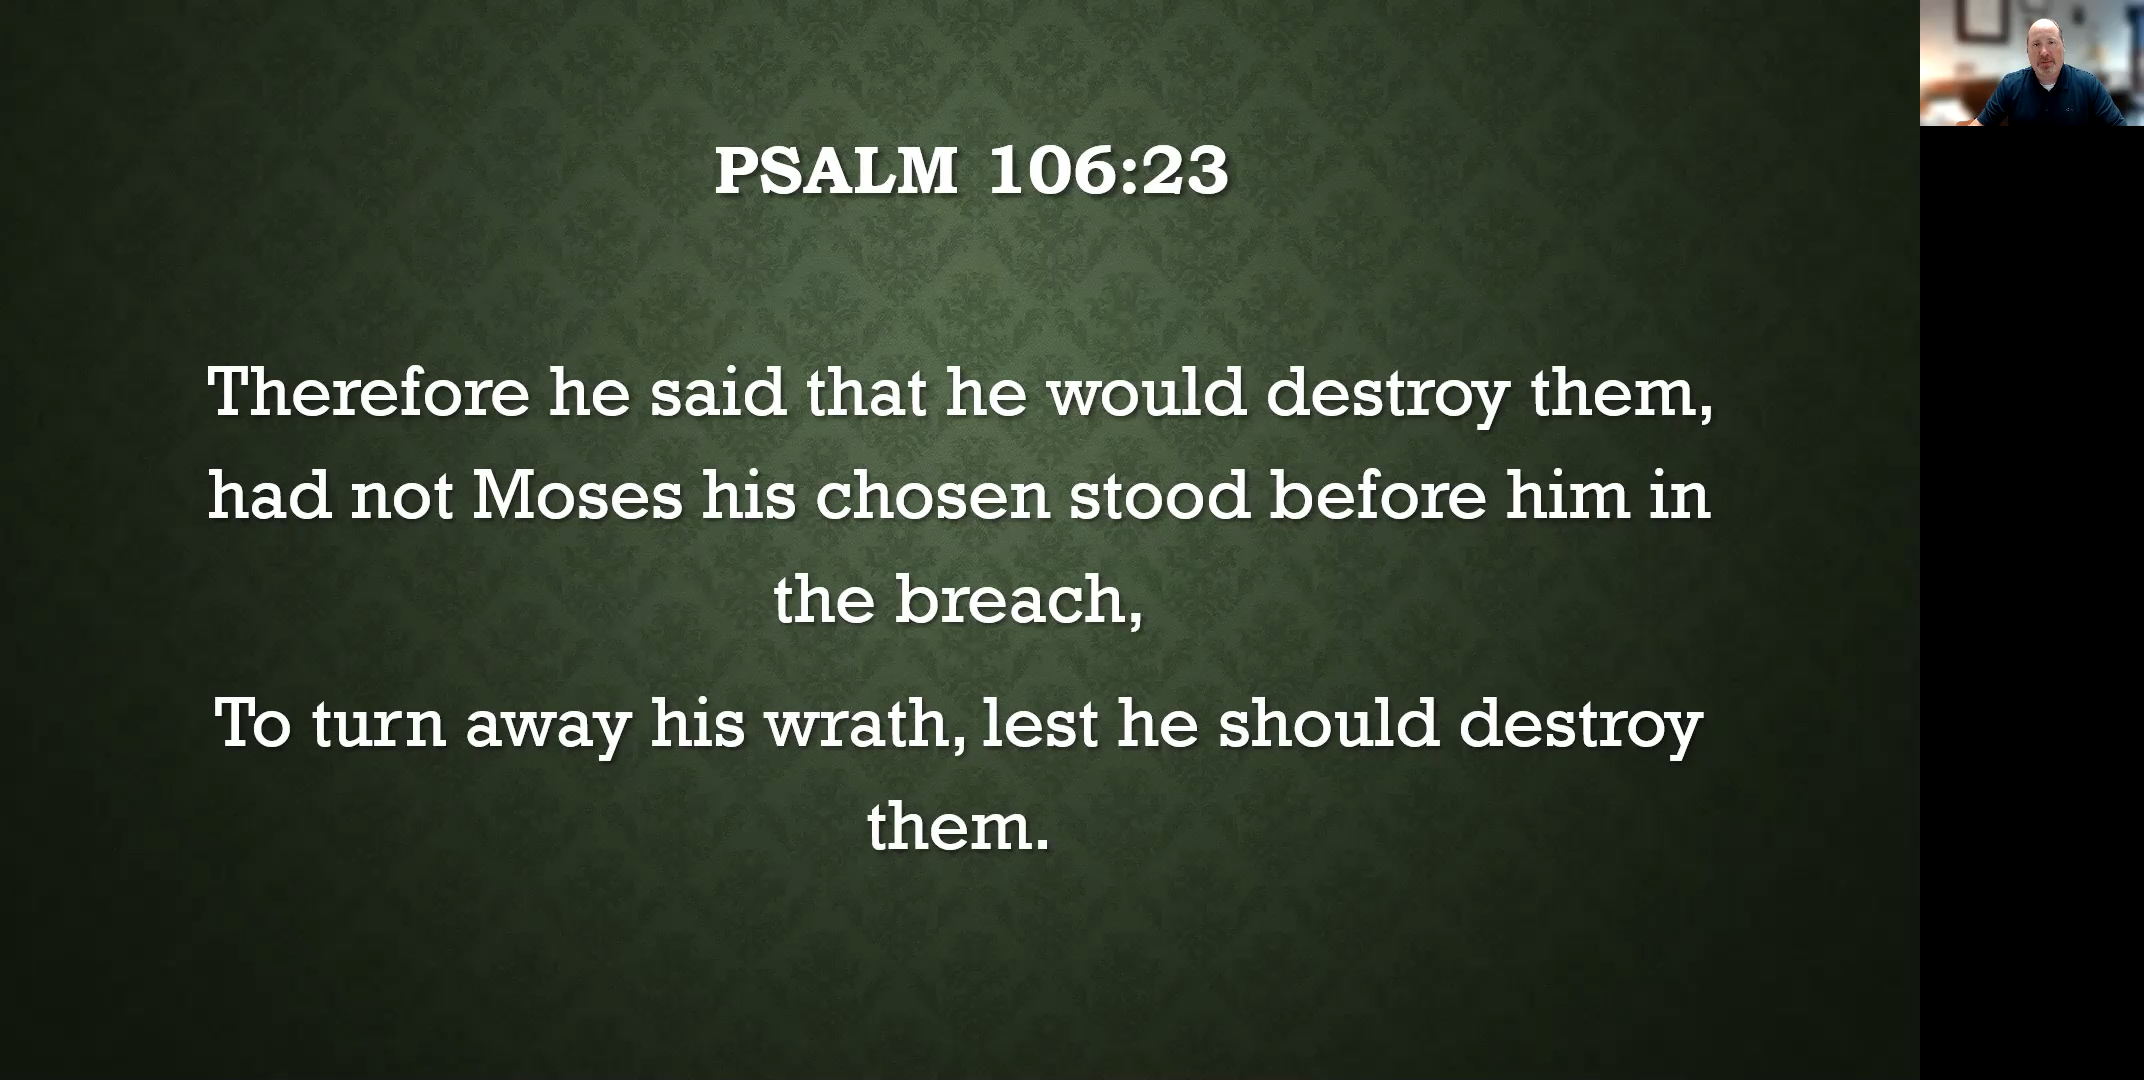 PSALM 106:23
Therefore he said that he would destroy them,
had not Moses his chosen stood before him in
the breach,
To turn away his wrath, lest he should destroy
them.